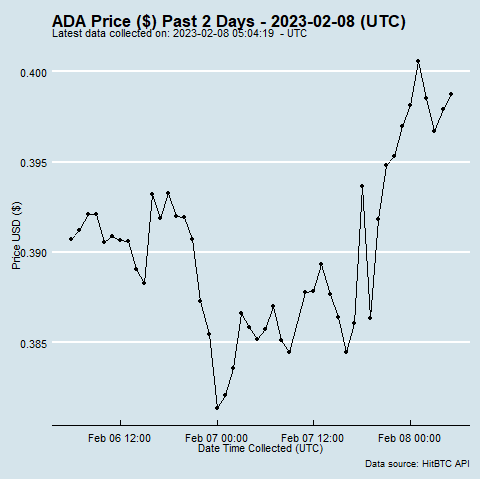 ADA Price ($) Past 2 Days - 2023-02-08 (UTC)
Latest data collected on: 2023-02-08 05:04:19 - UTC
0.400
0.395
0.390
0.385
Price USD ($)
Feb 06 12:00 Feb 07 00:00 Feb 07 12:00 Feb 08 00:00
Date Time Collected (UTC)
Data source: HitBTC API